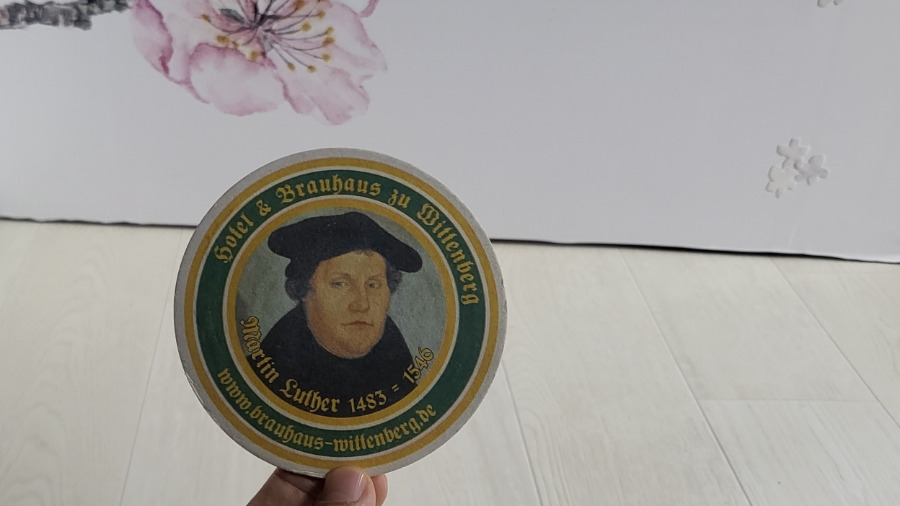 Hotel & Brauhaus zu Wittenberg
Martin Luther 1483 - 1546
www.brauhaus-wittenberg.de